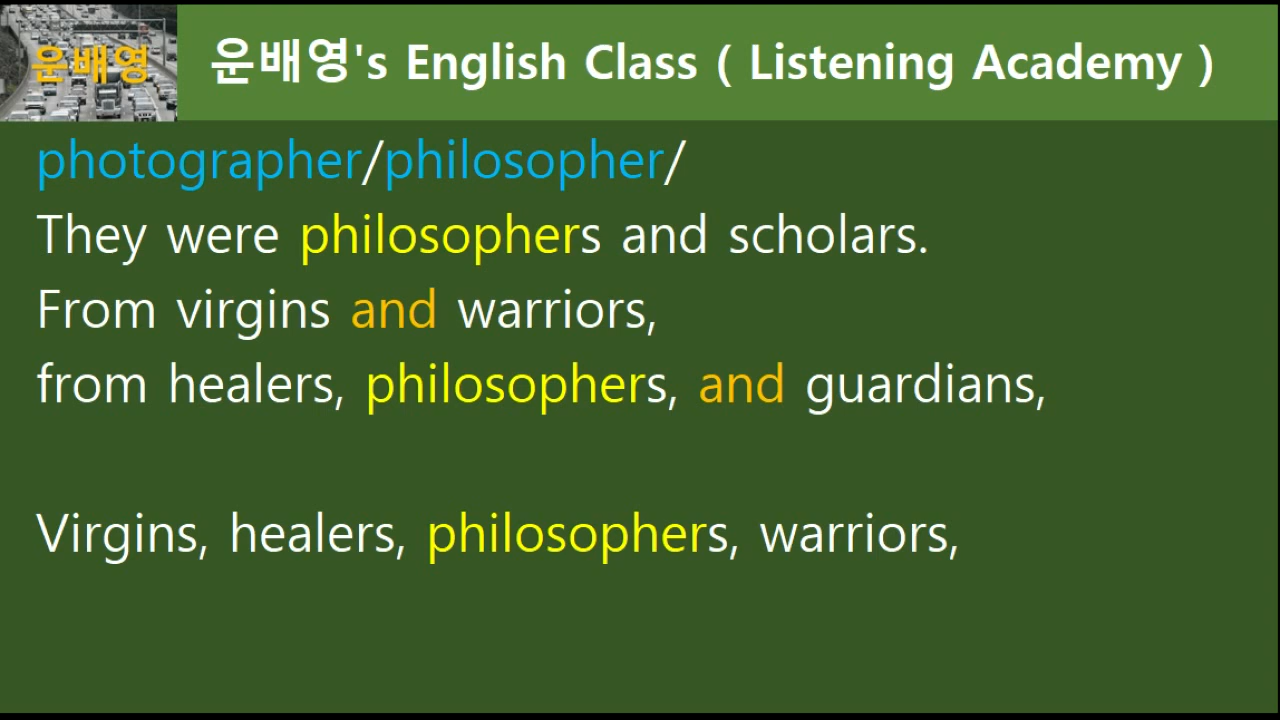 운배영
운배영's English Class ( Listening Academy )
photographer/philosopher/
They were philosophers and scholars.
From virgins and warriors,
from healers, philosophers, and guardians,
Virgins, healers, philosophers, warriors,